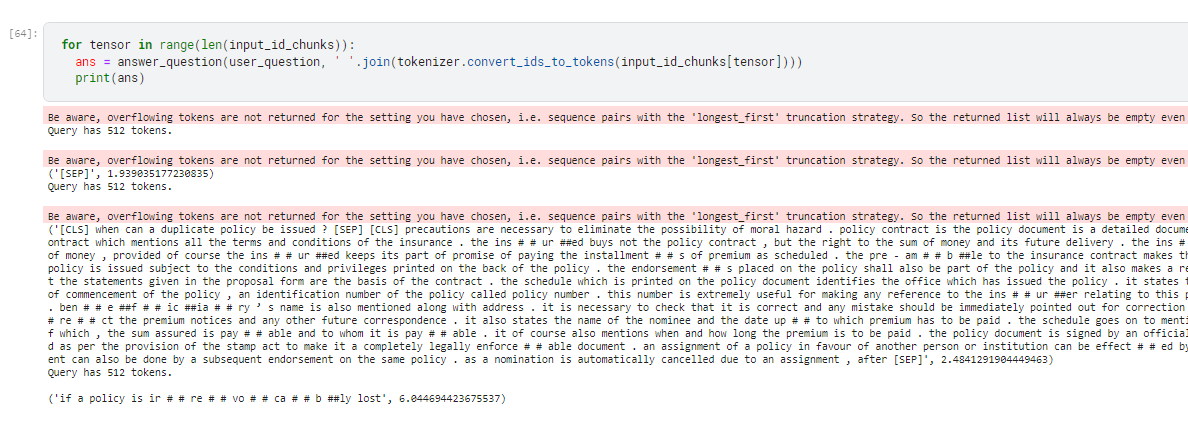 [64]:
for tensor in range(len(input_id_chunks)):
ans = answer_question(user_question, ' '.join(tokenizer.convert_ids_to_tokens(input_id_chunks[tensor])))
print(ans)
Be aware, overflowing tokens are not returned for the setting you have chosen, i.e. sequence pairs with the 'longest_first' truncation strategy. So the returned list will always be empty even
Query has 512 tokens.
Be aware, overflowing tokens are not returned for the setting you have chosen, i.e. sequence pairs with the 'longest_first' truncation strategy. So the returned list will always be empty even
('[SEP]', 1.939035177230835)
Query has 512 tokens.
Be aware, overflowing tokens are not returned for the setting you have chosen, i.e. sequence pairs with the 'longest_first' truncation strategy. So the returned list will always be empty even
('[CLS] when can a duplicate policy be issued ? [SEP] [CLS] precautions are necessary to eliminate the possibility of moral hazard . policy contract is the policy document is a detailed docume
ontract which mentions all the terms and conditions of the insurance . the ins # # ur ##ed buys not the policy contract , but the right to the sum of money and its future delivery . the ins #
of money , provided of course the ins # # ur ##ed keeps its part of promise of paying the installment # # s of premium as scheduled . the pre - am # # b ##le to the insurance contract makes th
policy is issued subject to the conditions and privileges printed on the back of the policy . the endorsement # # s placed on the policy shall also be part of the policy and it also makes a re
t the statements given in the proposal form are the basis of the contract . the schedule which is printed on the policy document identifies the office which has issued the policy . it states t
of commencement of the policy , an identification number of the policy called policy number . this number is extremely useful for making any reference to the ins # # ur ##er relating to this p
. ben # # e ##f # # ic ##ia # # ry ’ s name is also mentioned along with address . it is necessary to check that it is correct and any mistake should be immediately pointed out for correction
# re # # ct the premium notices and any other future correspondence . it also states the name of the nominee and the date up # # to which premium has to be paid . the schedule goes on to menti
f which , the sum assured is pay # # able and to whom it is pay # # able . it of course also mentions when and how long the premium is to be paid . the policy document is signed by an official
d as per the provision of the stamp act to make it a completely legally enforce # # able document . an assignment of a policy in favour of another person or institution can be effect # # ed by
ent can also be done by a subsequent endorsement on the same policy . as a nomination is automatically cancelled due to an assignment , after [SEP]', 2.4841291904449463)
Query has 512 tokens.
('if a policy is ir # # re # # vo # # ca # # b ##ly lost', 6.044694423675537)